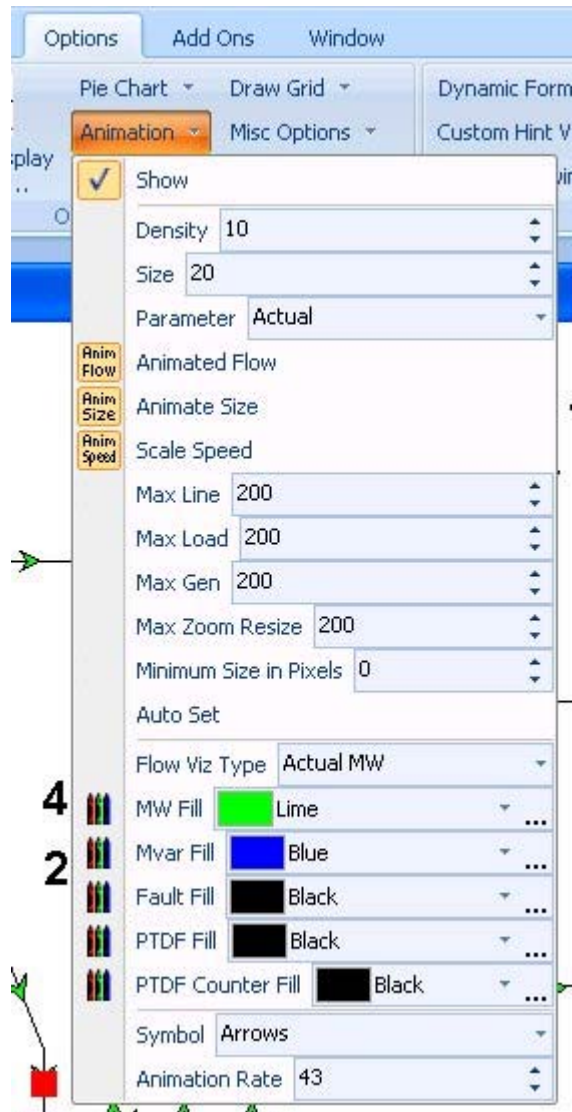 Options Add Ons Window
Pie Chart Draw Grid Dynamic Form
Animation Misc Options Custom Hint V
splay
..
O
Show
Density 10
Size 20
Parameter Actual
Anim Flow Animated Flow
Anim Size Animate Size
Anim Speed Scale Speed
Max Line 200
Max Load 200
Max Gen 200
Max Zoom Resize 200
Minimum Size in Pixels 0
Auto Set
Flow Viz Type Actual MW
4 MW Fill Lime ...
2 Mvar Fill Blue ...
Fault Fill Black ...
PTDF Fill Black ...
PTDF Counter Fill Black ...
Symbol Arrows
Animation Rate 43